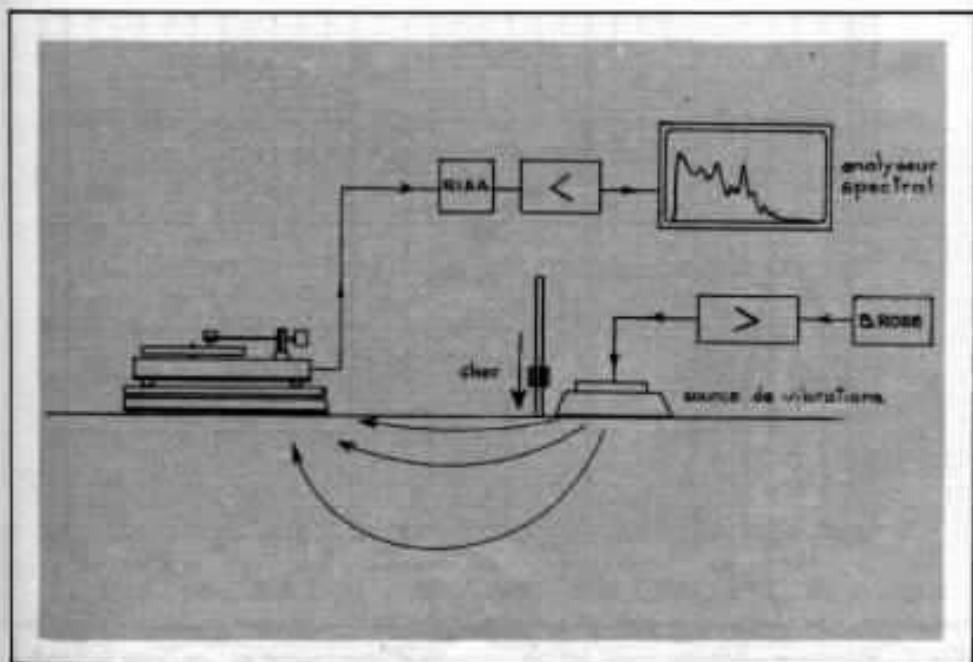 RIAA
<
analyseur
spectral
>
B.ROSE
choc
source de vibrations